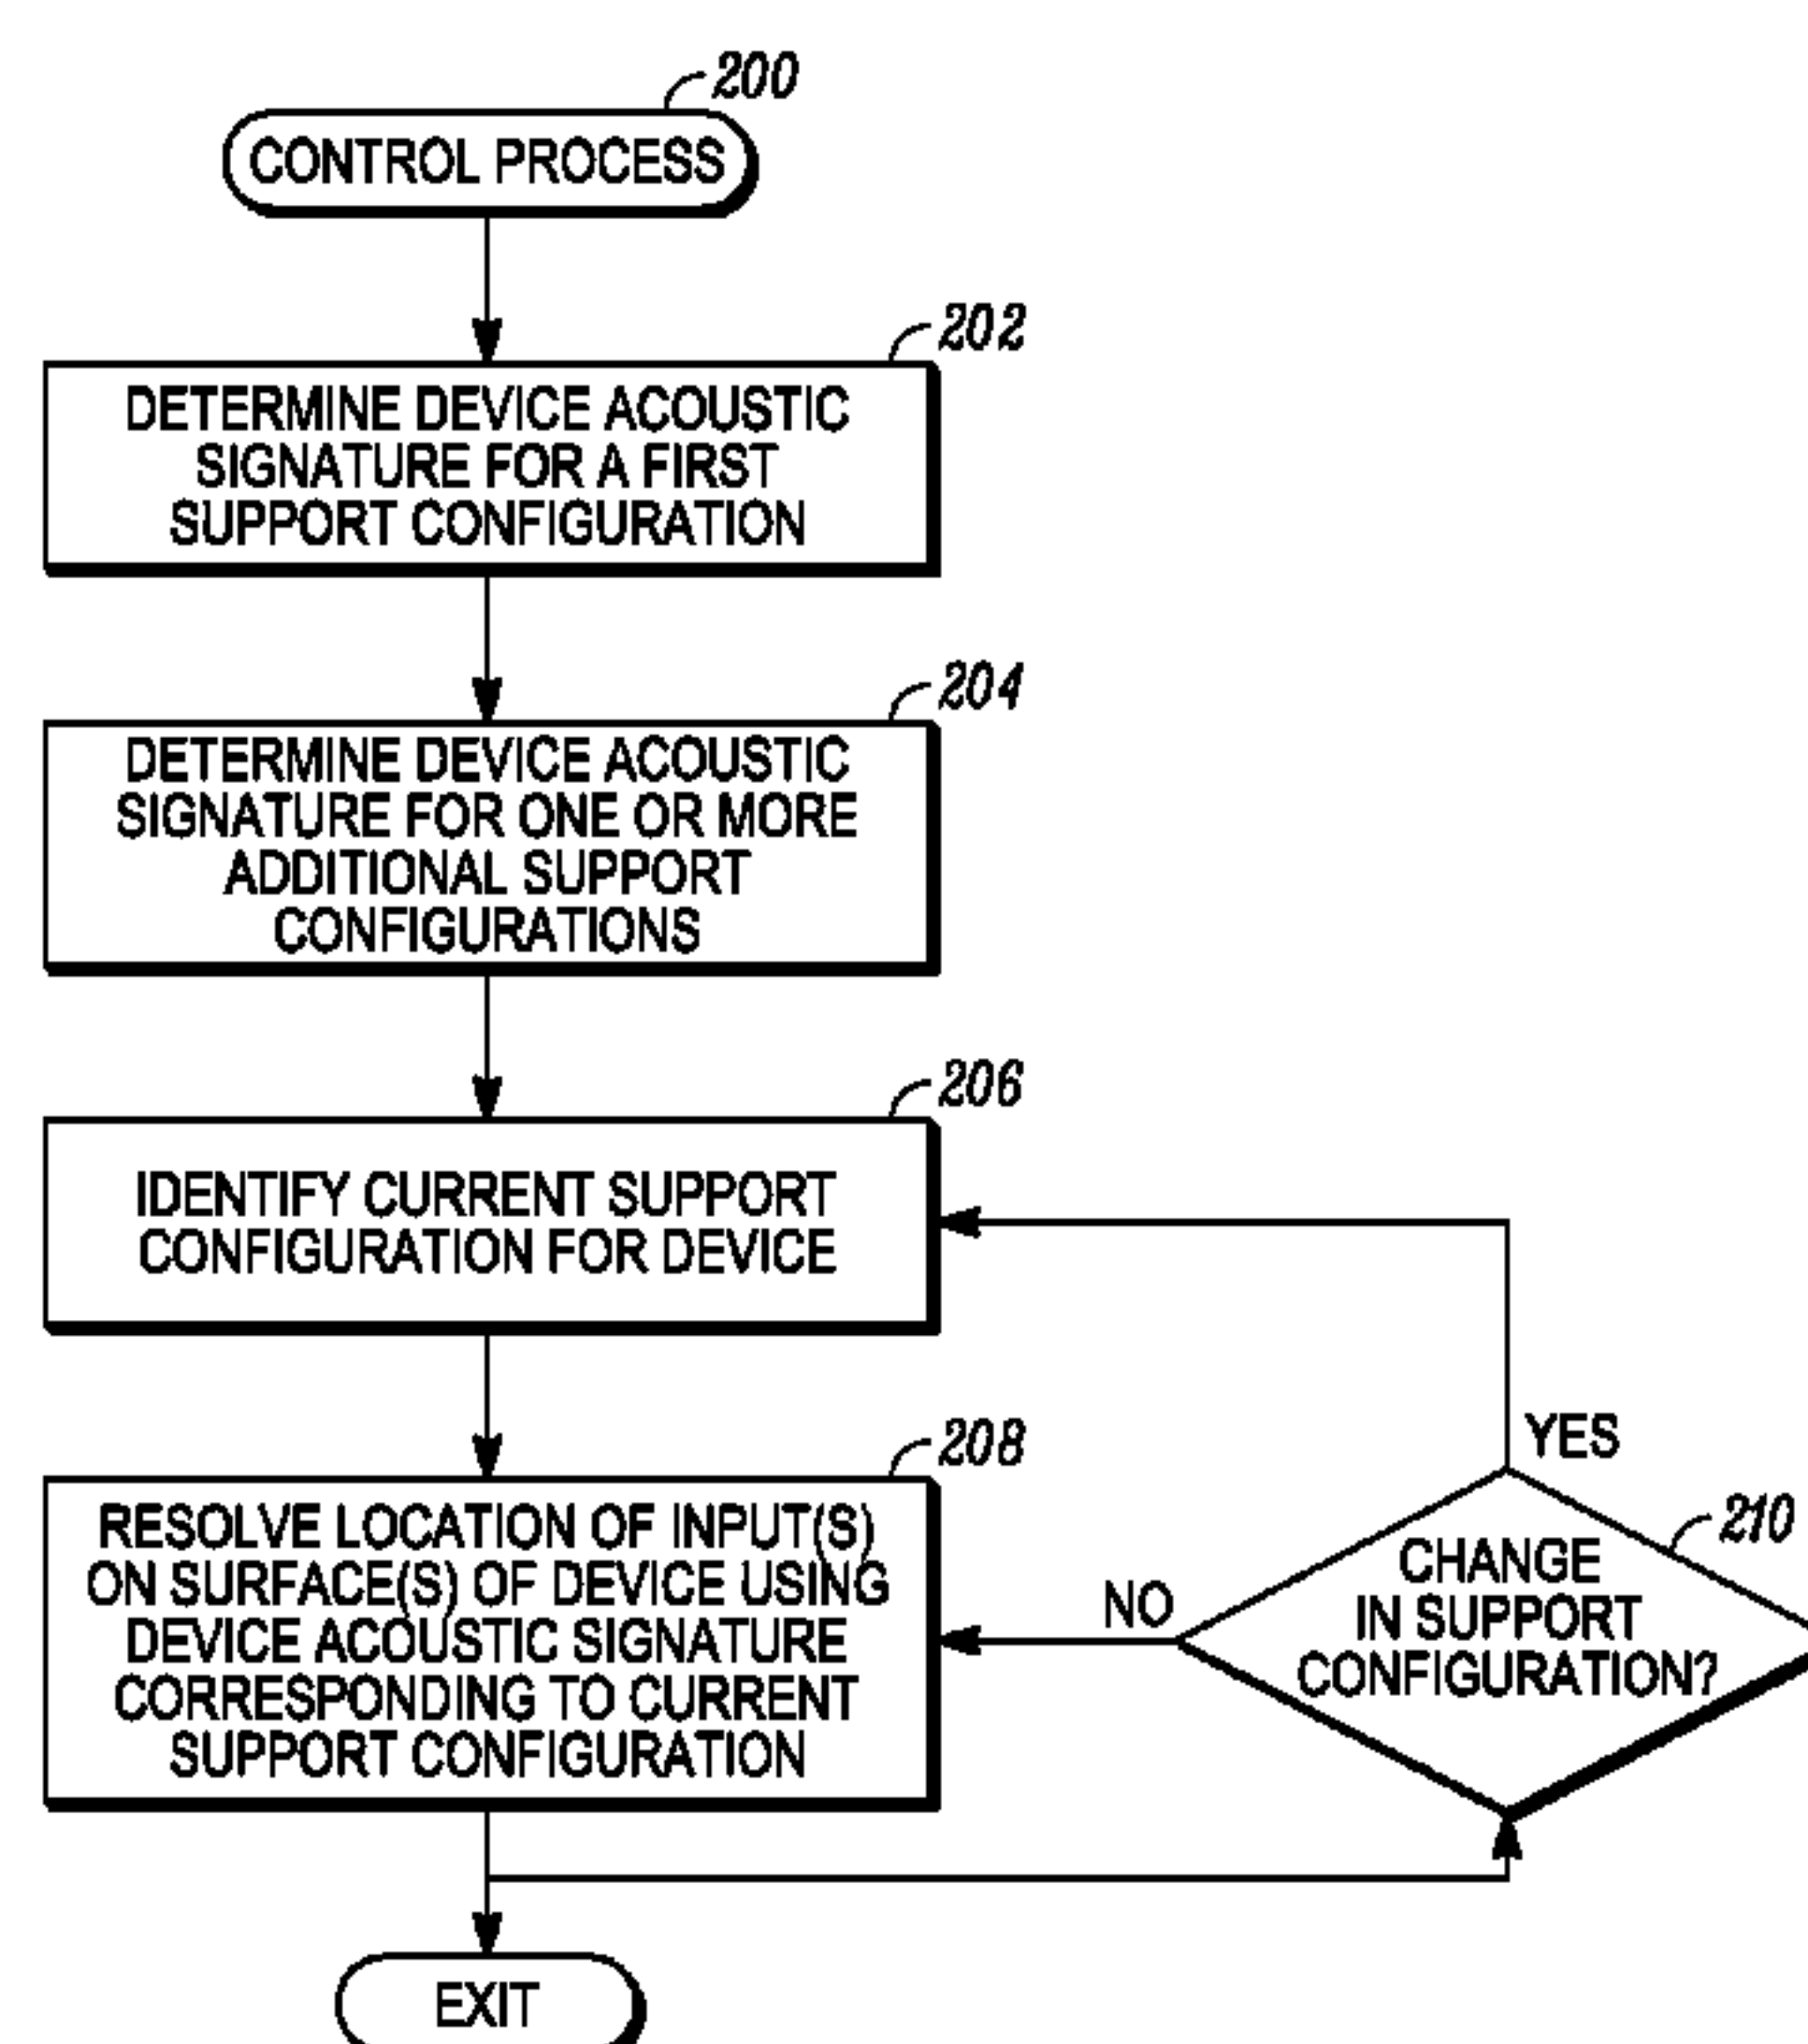 200
CONTROL PROCESS
202
DETERMINE DEVICE ACOUSTIC
SIGNATURE FOR A FIRST
SUPPORT CONFIGURATION
204
DETERMINE DEVICE ACOUSTIC
SIGNATURE FOR ONE OR MORE
ADDITIONAL SUPPORT
CONFIGURATIONS
206
IDENTIFY CURRENT SUPPORT
CONFIGURATION FOR DEVICE
208
RESOLVE LOCATION OF INPUT(S)
ON SURFACE(S) OF DEVICE USING
DEVICE ACOUSTIC SIGNATURE
CORRESPONDING TO CURRENT
SUPPORT CONFIGURATION
YES
210
CHANGE
IN SUPPORT
CONFIGURATION?
NO
EXIT